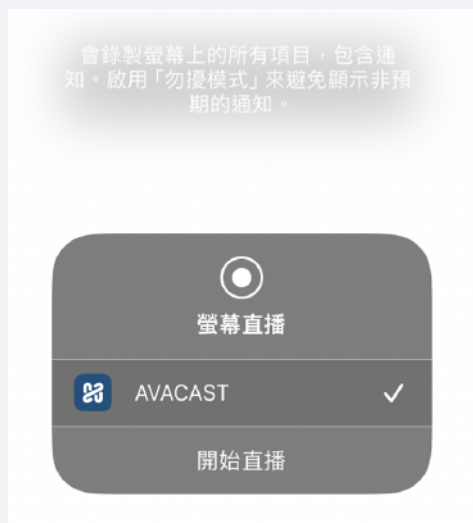 會錄製螢幕上的所有項目，包含通
知。啟用「勿擾模式」來避免顯示非預
期的通知。
螢幕直播
AVACAST
開始直播